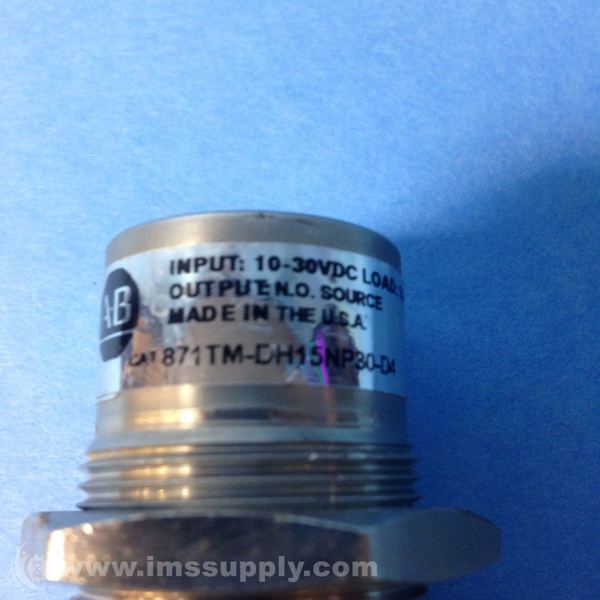 INPUT: 10-30VDC LOAD:
OUTPUT: N.O. SOURCE
MADE IN THE U.S.A.
AB
CAT 871TM-DH15NP30-D4
www.imssupply.com